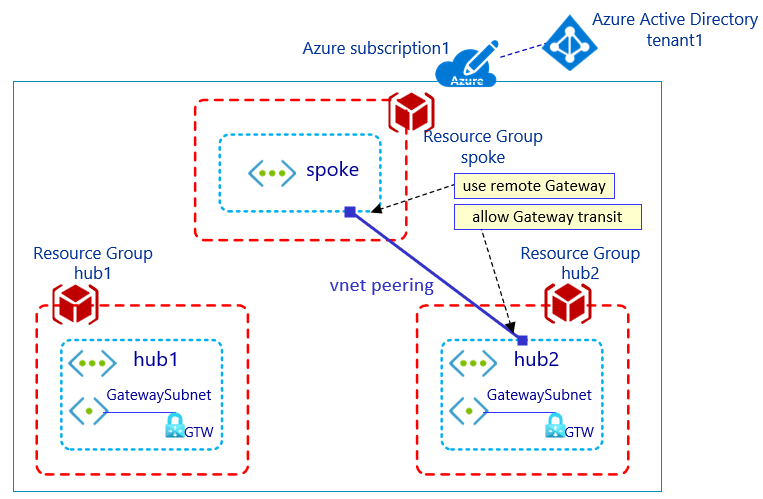 Azure Active Directory
tenant1
Azure subscription1
Azure
Resource Group
spoke
spoke
use remote Gateway
allow Gateway transit
vnet peering
Resource Group
hub1
hub1
GatewaySubnet
GTW
Resource Group
hub2
hub2
GatewaySubnet
GTW